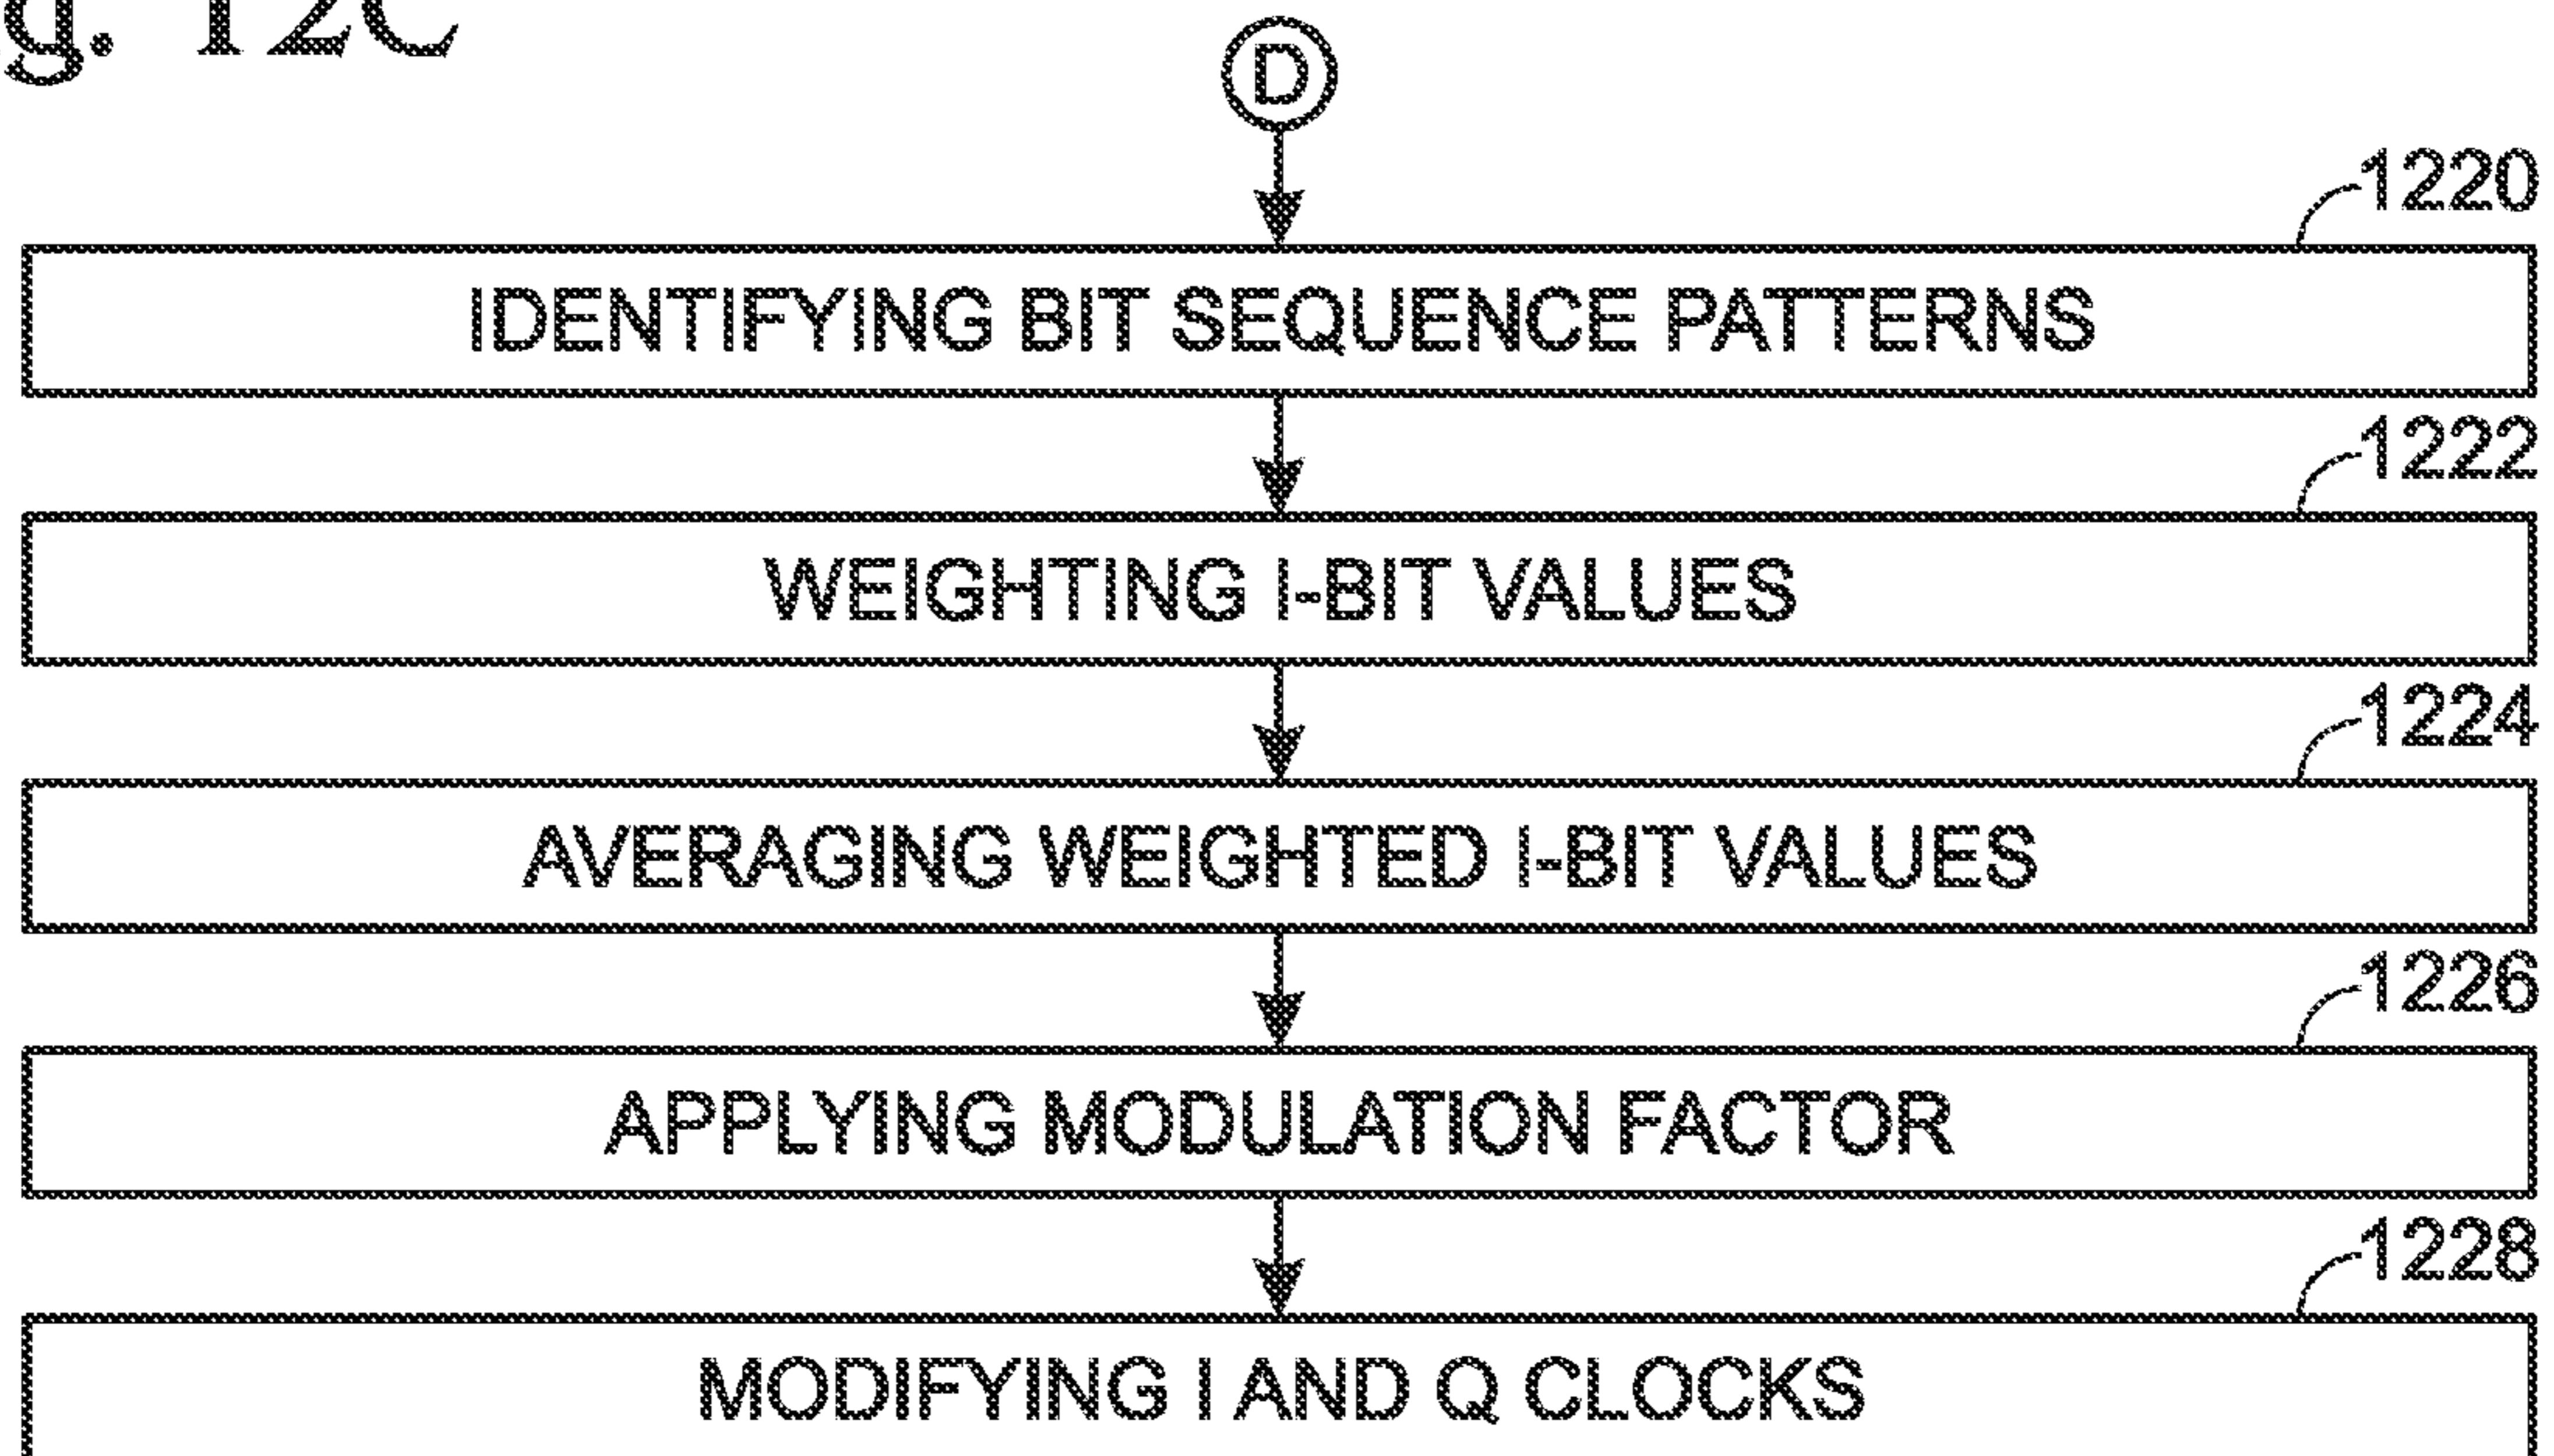 g. 12C
D
1220
IDENTIFYING BIT SEQUENCE PATTERNS
1222
WEIGHTING I-BIT VALUES
1224
AVERAGING WEIGHTED I-BIT VALUES
1226
APPLYING MODULATION FACTOR
1228
MODIFYING I AND Q CLOCKS